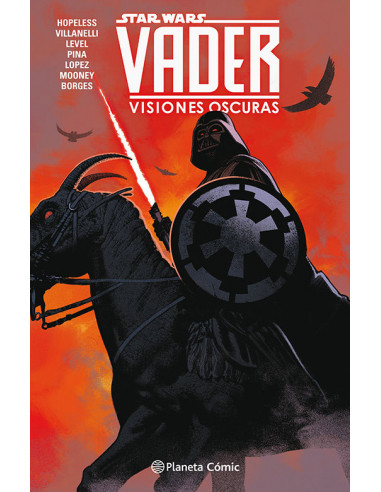 HOPELESS
VILLANELLI
LEVEL
PINA
LOPEZ
MOONEY
BORGES
STAR WARS
VADER
VISIONES OSCURAS
Planeta Cómic